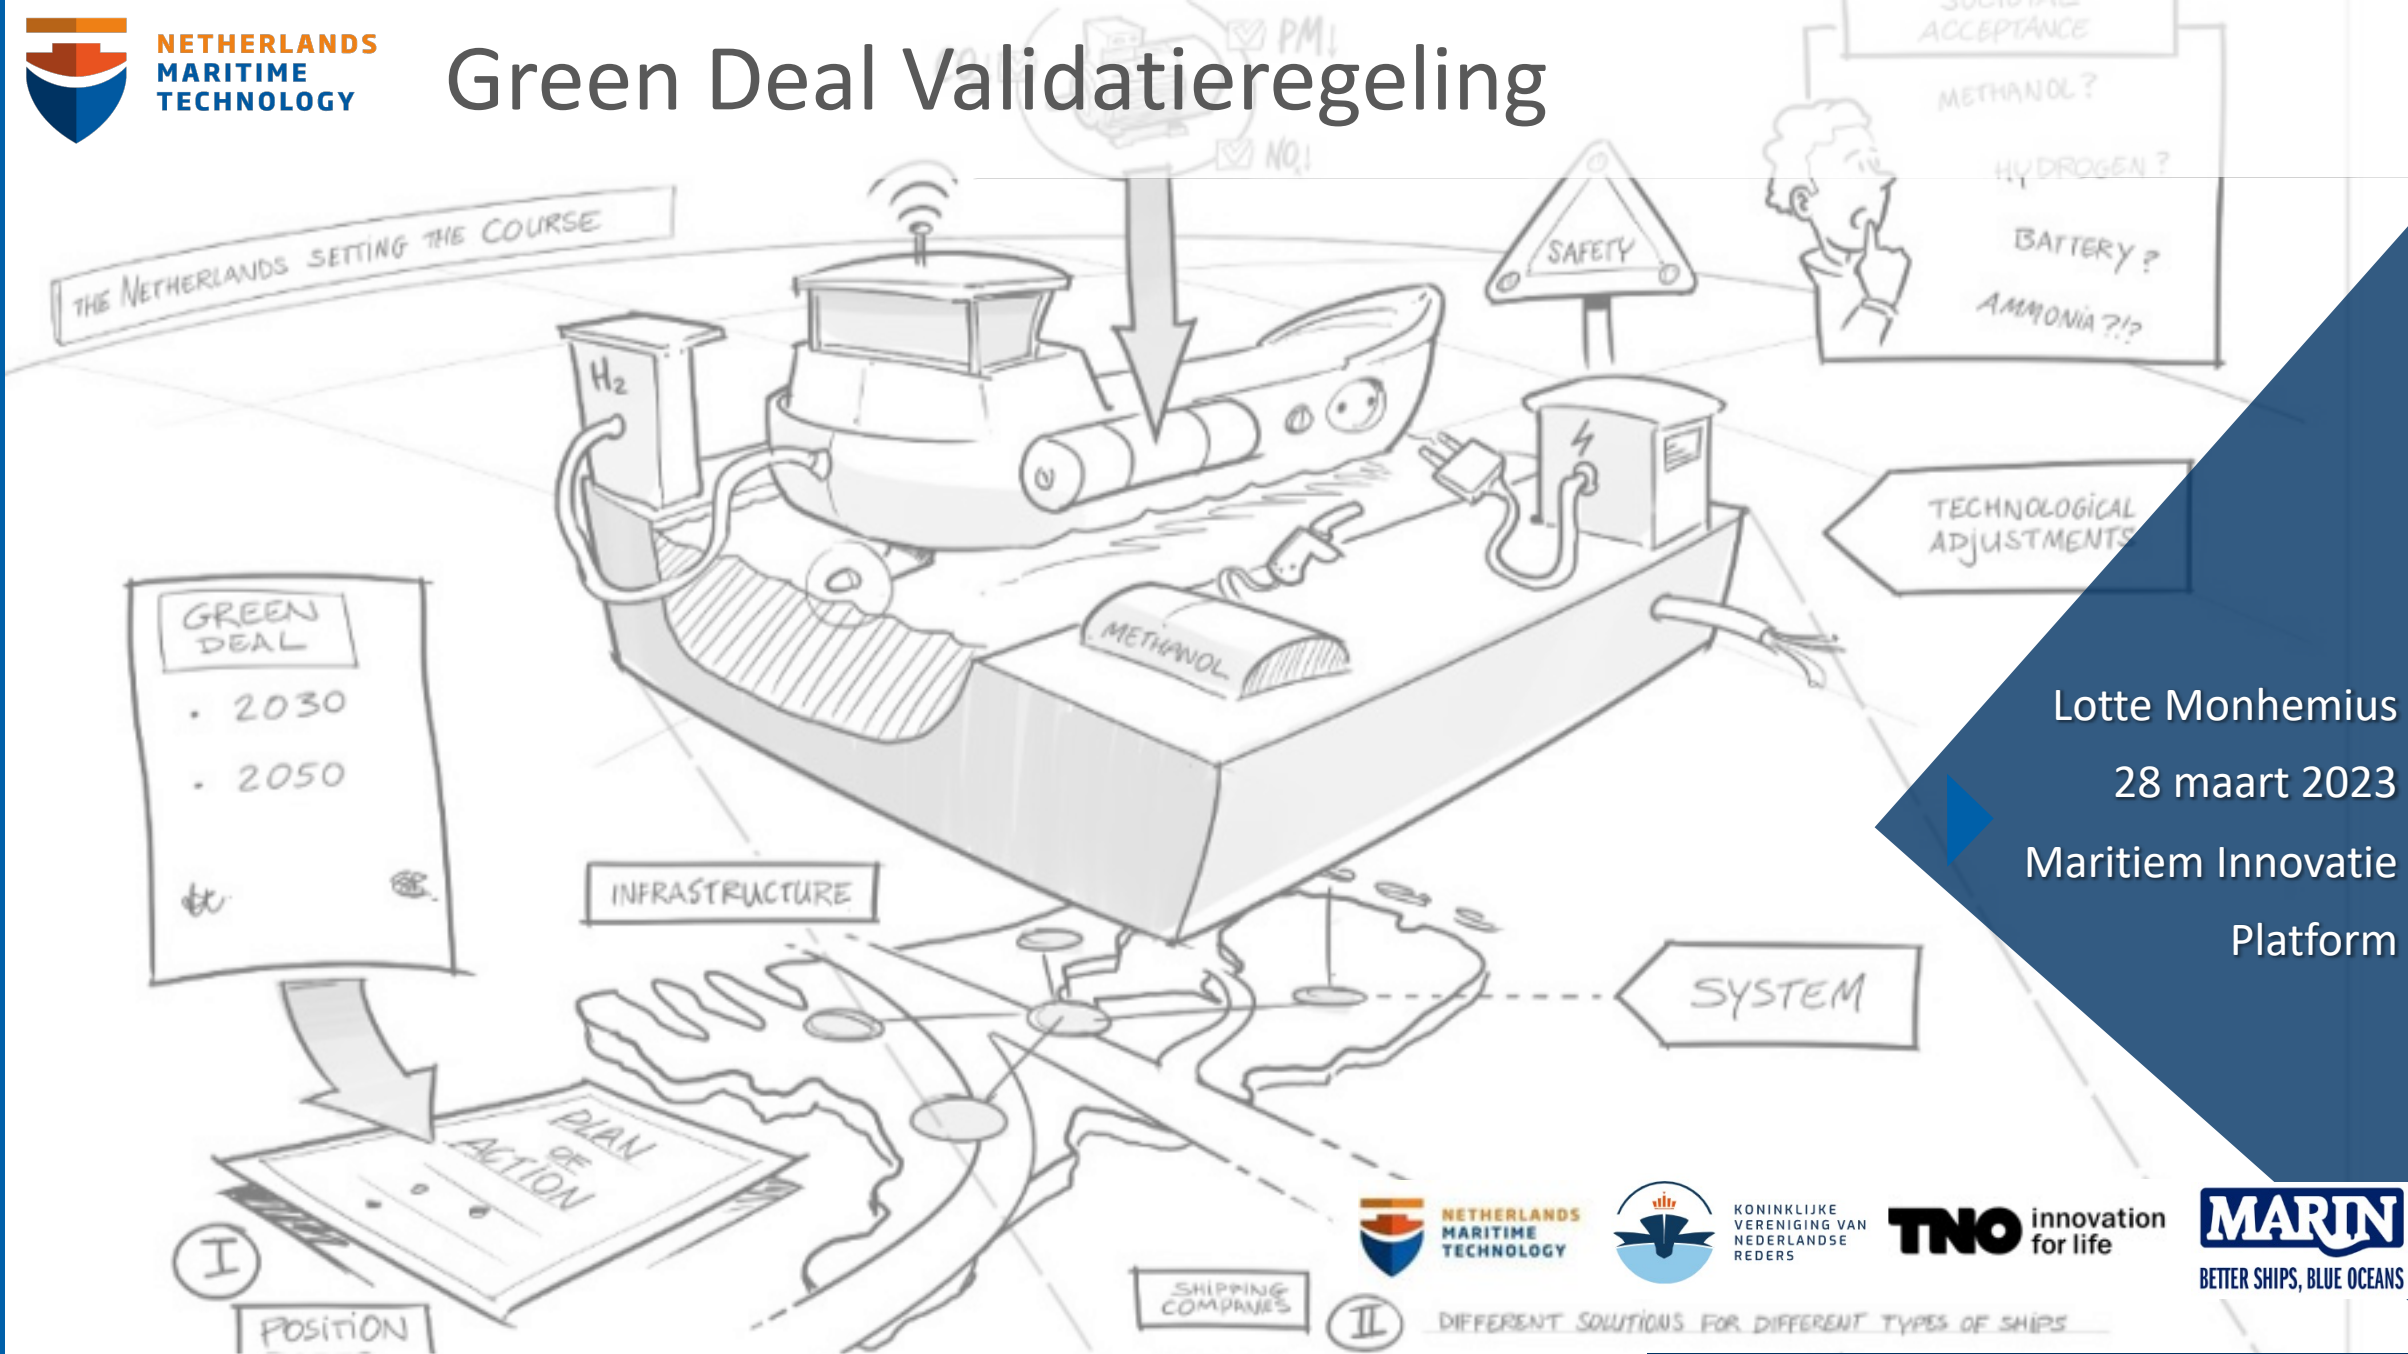 NETHERLANDS
MARITIME
TECHNOLOGY
Green Deal Validatieregeling
PM↓
NOx↓
SOCIETAL
ACCEPTANCE
METHANOL?
HYDROGEN?
BATTERY?
AMMONiA?!?
THE NETHERLANDS SETTING THE COURSE
SAFETY
H2
TECHNOLOGiCAL
ADjUSTMENTS
METHANOL
GREEN
DEAL
• 2030
• 2050
Lotte Monhemius
28 maart 2023
Maritiem Innovatie
Platform
INFRASTRUCTURE
SYSTEM
PLAN
OF
ACTION
I
POSiTiON
NETHERLANDS
MARITIME
TECHNOLOGY
KONINKLIJKE
VERENIGING VAN
NEDERLANDSE
REDERS
TNO innovation
for life
MARIN
BETTER SHIPS, BLUE OCEANS
SHiPPiNG
COMPANiES
II DIFFERENT SOLUTiONS FOR DIFFERENT TYPES OF SHiPS